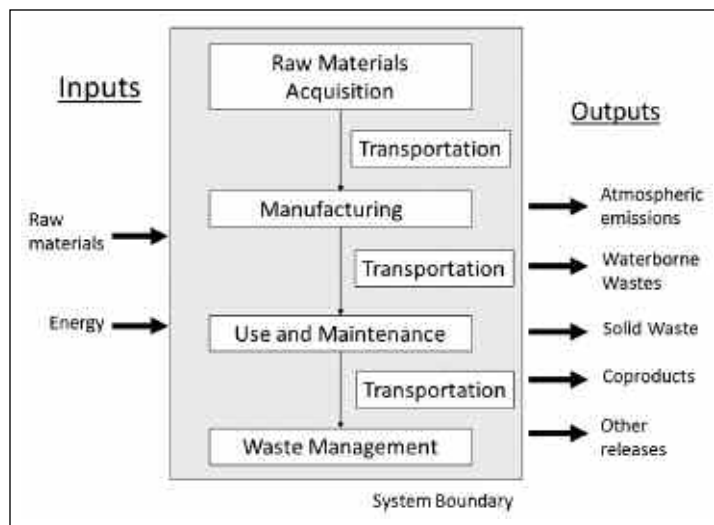 Inputs
Raw
materials
Energy
Raw Materials
Acquisition
Transportation
Manufacturing
Transportation
Use and Maintenance
Transportation
Waste Management
System Boundary
Outputs
Atmospheric
emissions
Waterborne
Wastes
Solid Waste
Coproducts
Other
releases